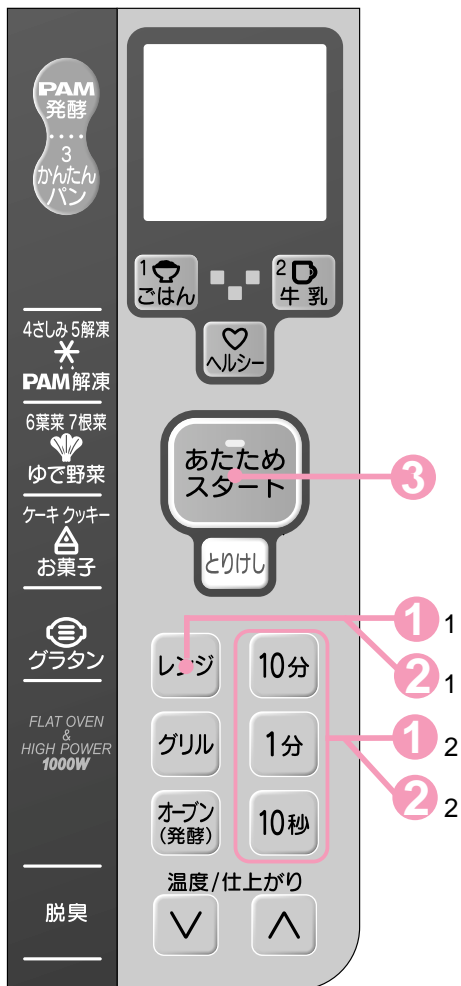 PAM
発酵
3
かんたん
パン
1
ごはん
2
牛乳
ヘルシー
4さしみ 5解凍
PAM解凍
6葉菜 7根菜
ゆで野菜
ケーキ クッキー
お菓子
グラタン
FLAT OVEN
&
HIGH POWER
1000W
脱臭
あたため
スタート
3
とりけし
レンジ
10分
1 1
2 1
グリル
1分
1 2
2 2
オーブン
(発酵)
10秒
温度/仕上がり